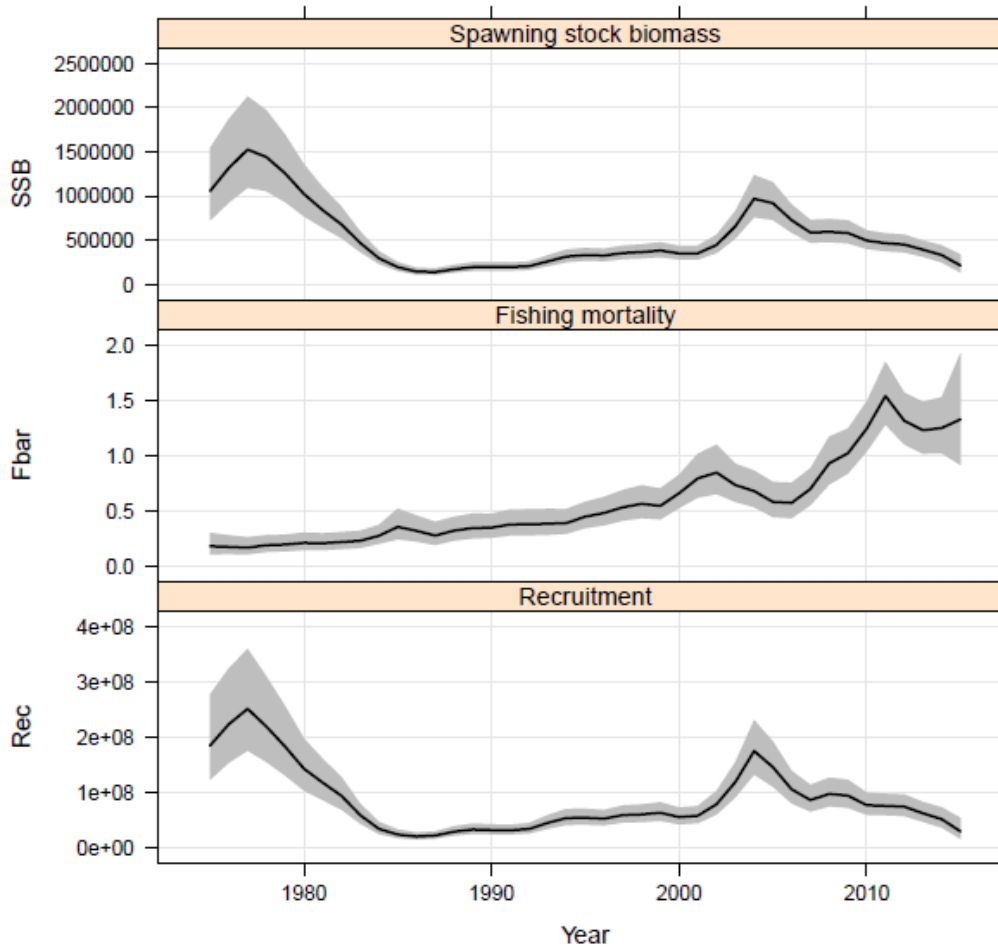 Spawning stock biomass
2500000
2000000
1500000
1000000
500000
0
SSB
Fishing mortality
2.0
1.5
1.0
0.5
0.0
Fbar
Recruitment
4e+08
3e+08
2e+08
1e+08
0e+00
Rec
1980 1990 2000 2010
Year